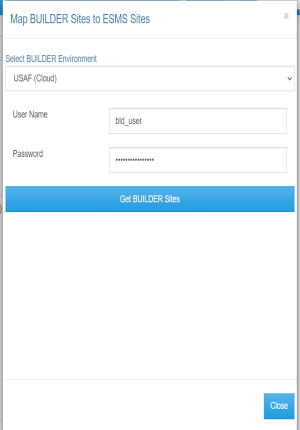 Map BUILDER Sites to ESMS Sites
x
Select BUILDER Environment
USAF (Cloud)
User Name
bld_user
Password
••••••••••••••••
Get BUILDER Sites
Close